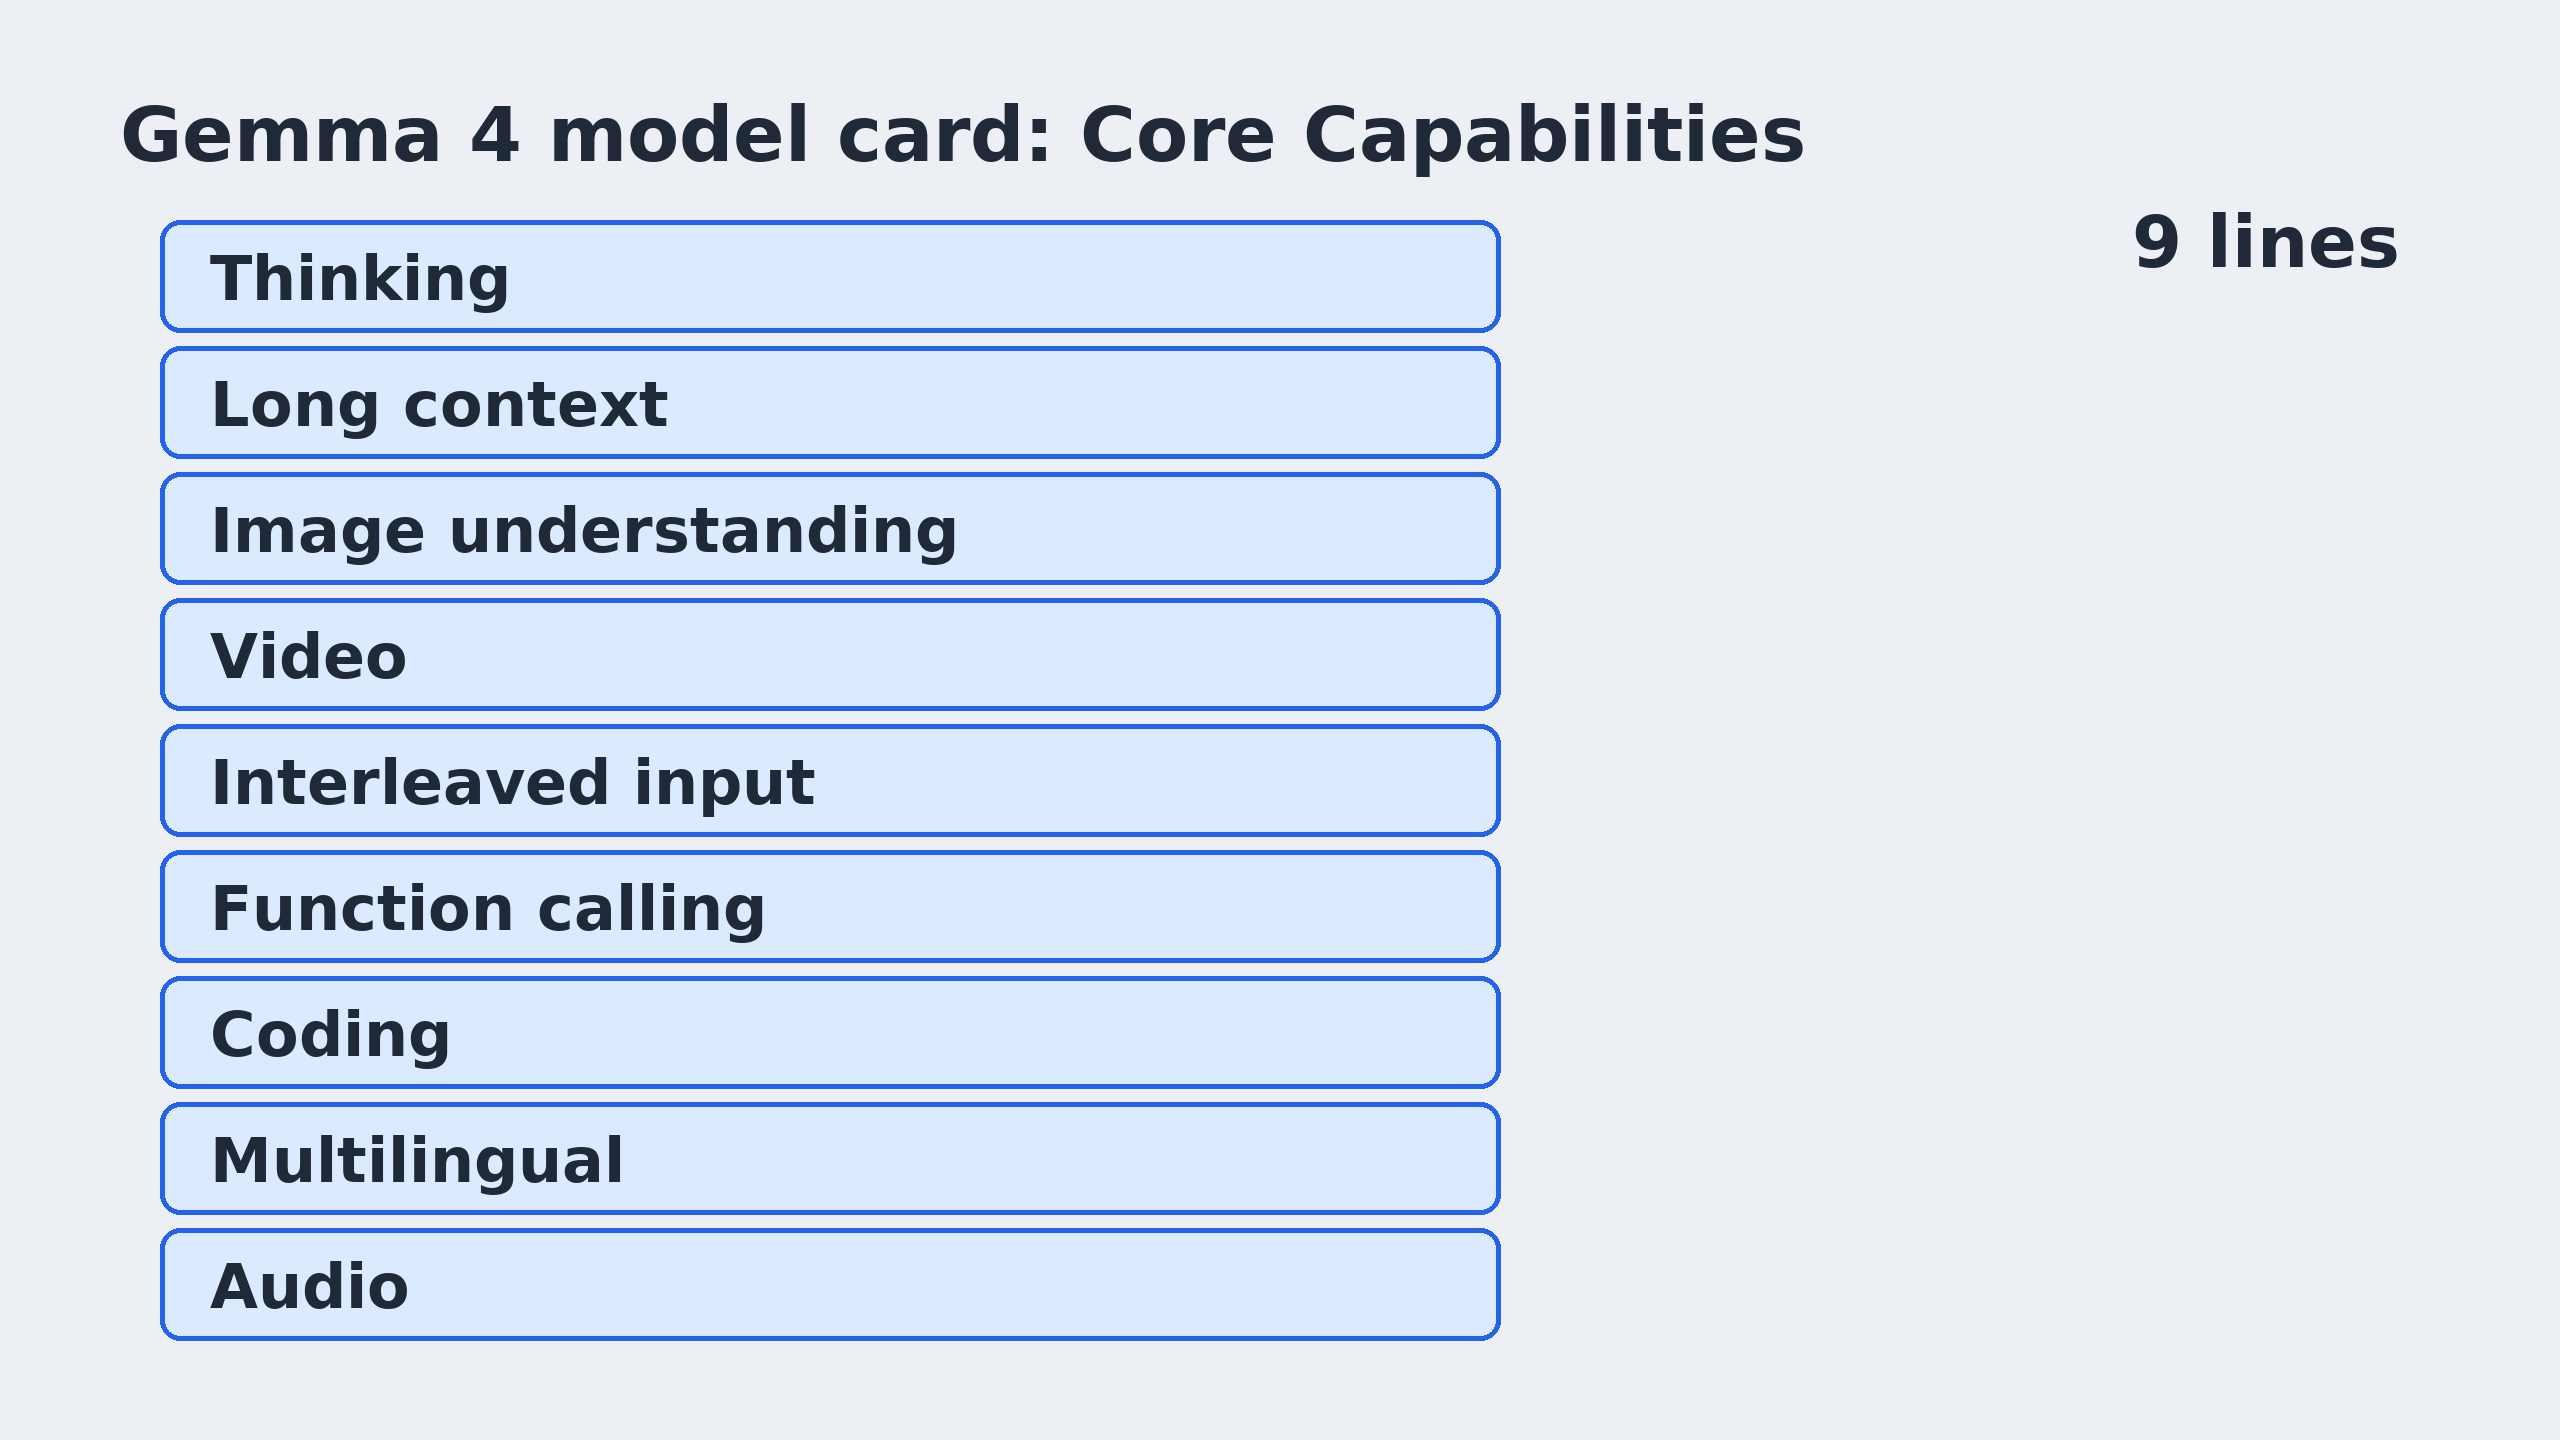 Gemma 4 model card: Core Capabilities
9 lines
Thinking
Long context
Image understanding
Video
Interleaved input
Function calling
Coding
Multilingual
Audio